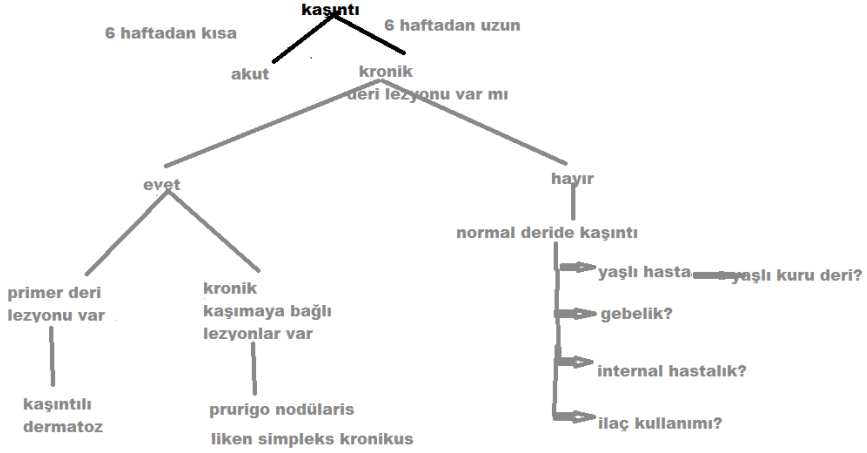 kaşıntı
6 haftadan kısa
6 haftadan uzun
akut
kronik
deri lezyonu var mı
evet
hayır
normal deride kaşıntı
primer deri
lezyonu var
kronik
kaşımaya bağlı
lezyonlar var
yaşlı hasta
yaşlı kuru deri?
gebelik?
internal hastalık?
ilaç kullanımı?
kaşıntılı
dermatoz
prurigo nodülaris
liken simpleks kronikus